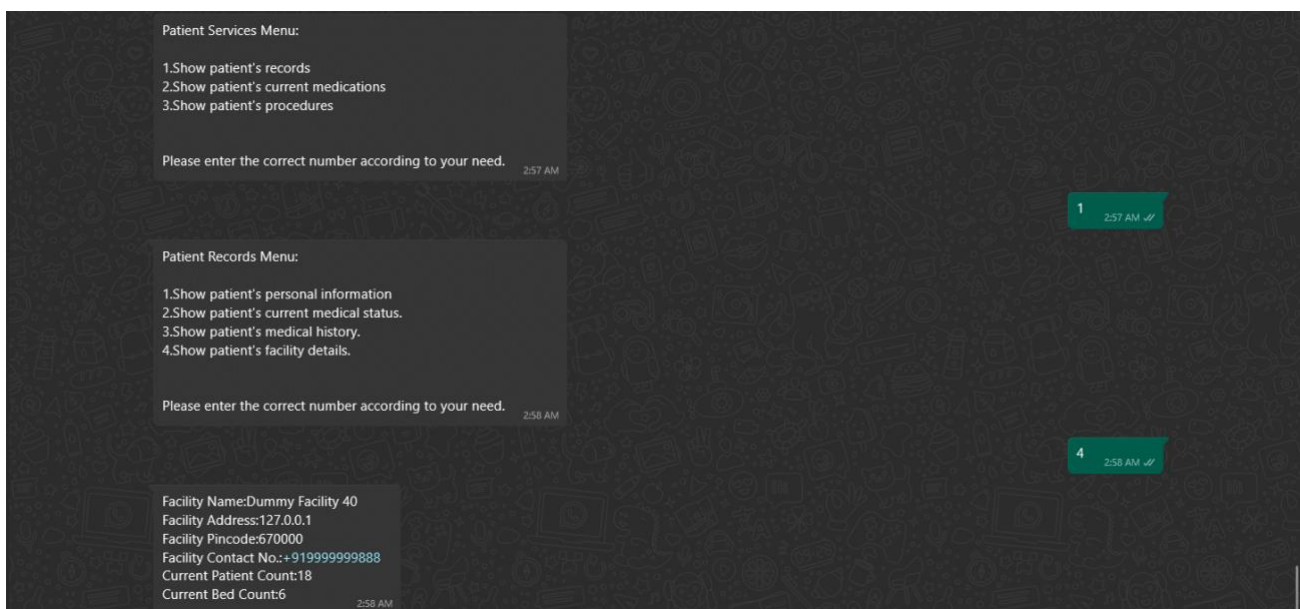 Patient Services Menu:
1.Show patient's records
2.Show patient's current medications
3.Show patient's procedures
Please enter the correct number according to your need.
2:57 AM
1
2:57 AM
Patient Records Menu:
1.Show patient's personal information
2.Show patient's current medical status.
3.Show patient's medical history.
4.Show patient's facility details.
Please enter the correct number according to your need.
2:58 AM
4
2:58 AM
Facility Name:Dummy Facility 40
Facility Address:127.0.0.1
Facility Pincode:670000
Facility Contact No.:+919999999888
Current Patient Count:18
Current Bed Count:6
2:58 AM